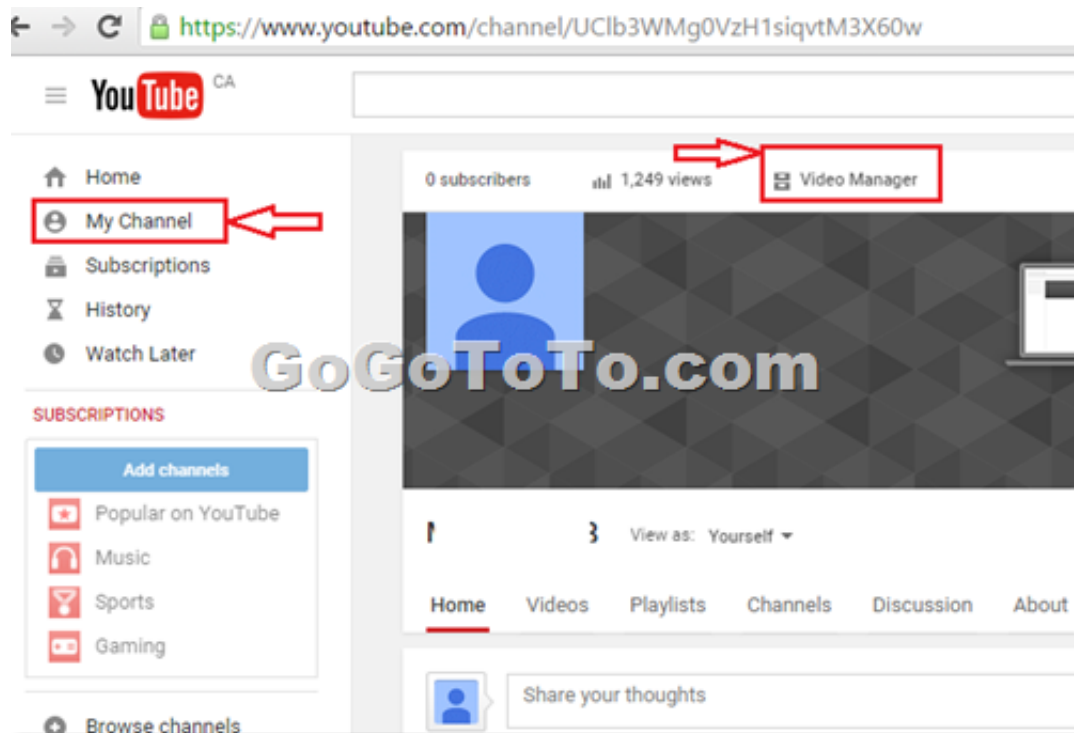 https://www.youtube.com/channel/UClb3WMg0VzH1siqvtM3X60w
YouTube CA
Home
My Channel
Subscriptions
History
Watch Later
SUBSCRIPTIONS
Add channels
Popular on YouTube
Music
Sports
Gaming
Browse channels
0 subscribers 1,249 views Video Manager
GoGoToTo.com
View as: Yourself
Home Videos Playlists Channels Discussion About
Share your thoughts